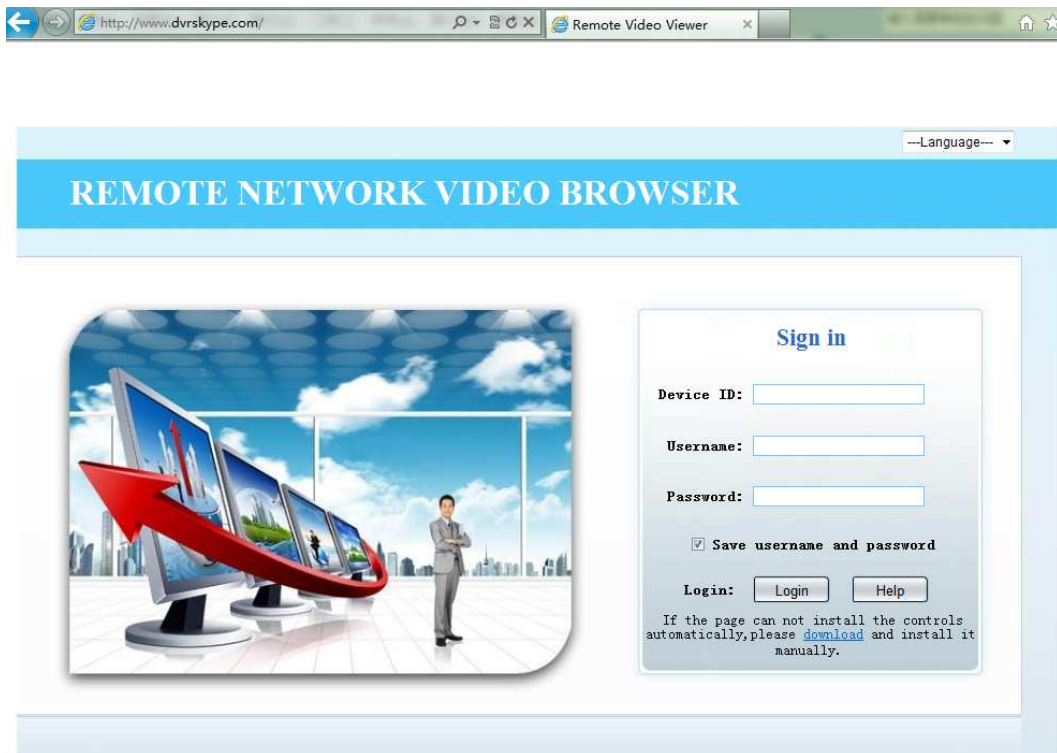 http://www.dvrskype.com/
Remote Video Viewer
---Language---
REMOTE NETWORK VIDEO BROWSER
Sign in
Device ID:
Username:
Password:
Save username and password
Login: Login Help
If the page can not install the controls
automatically,please download and install it
manually.